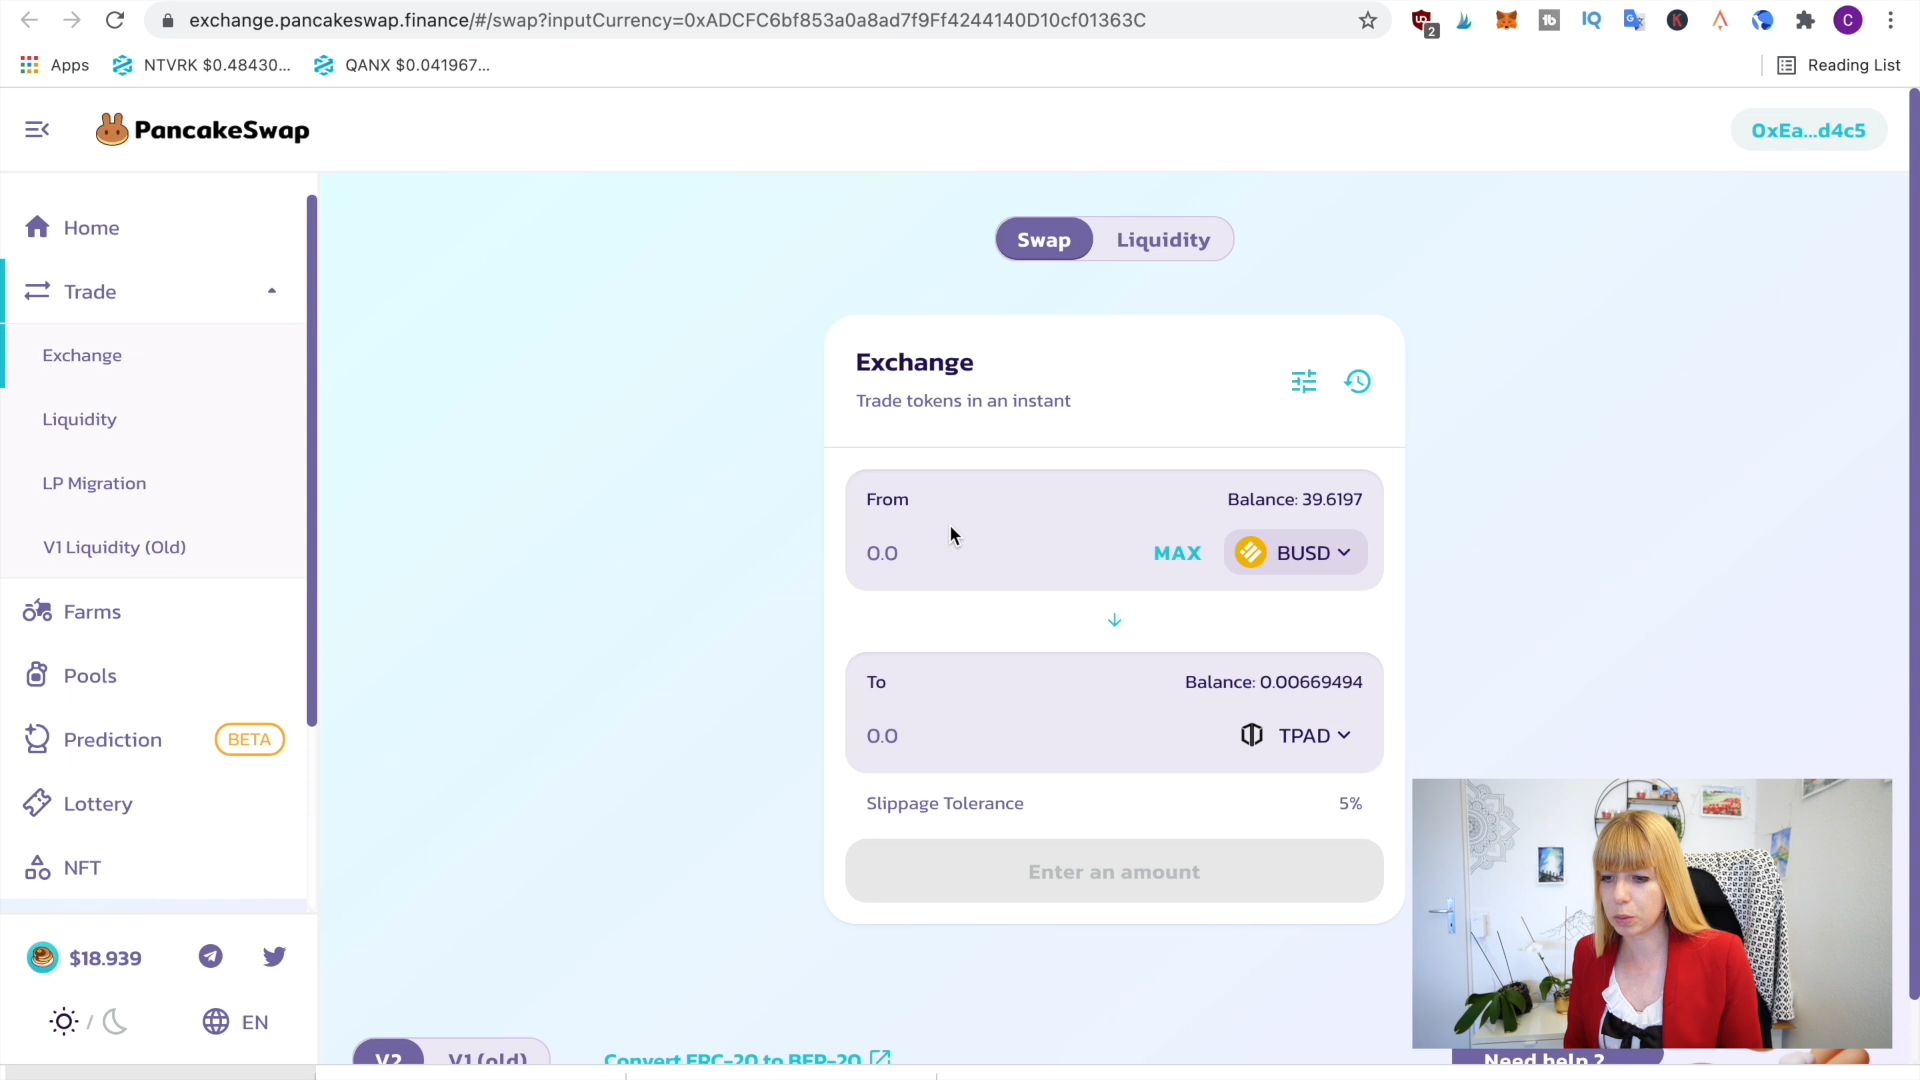 exchange.pancakeswap.finance/#/swap?inputCurrency=0xADCFC6bf853a0a8ad7f9Ff4244140D10cf01363C
2
C
Apps
NTVRK $0.48430...
QANX $0.041967...
Reading List
PancakeSwap
0xEa...d4c5
Home
Trade
Exchange
Liquidity
LP Migration
V1 Liquidity (Old)
Farms
Pools
Prediction
BETA
Lottery
NFT
$18.939
/
EN
Swap
Liquidity
Exchange
Trade tokens in an instant
From
Balance: 39.6197
0.0
MAX
BUSD
To
Balance: 0.00669494
0.0
TPAD
Slippage Tolerance
5%
Enter an amount
V2
V1 (old)
Convert ERC-20 to BEP-20
Need help ?